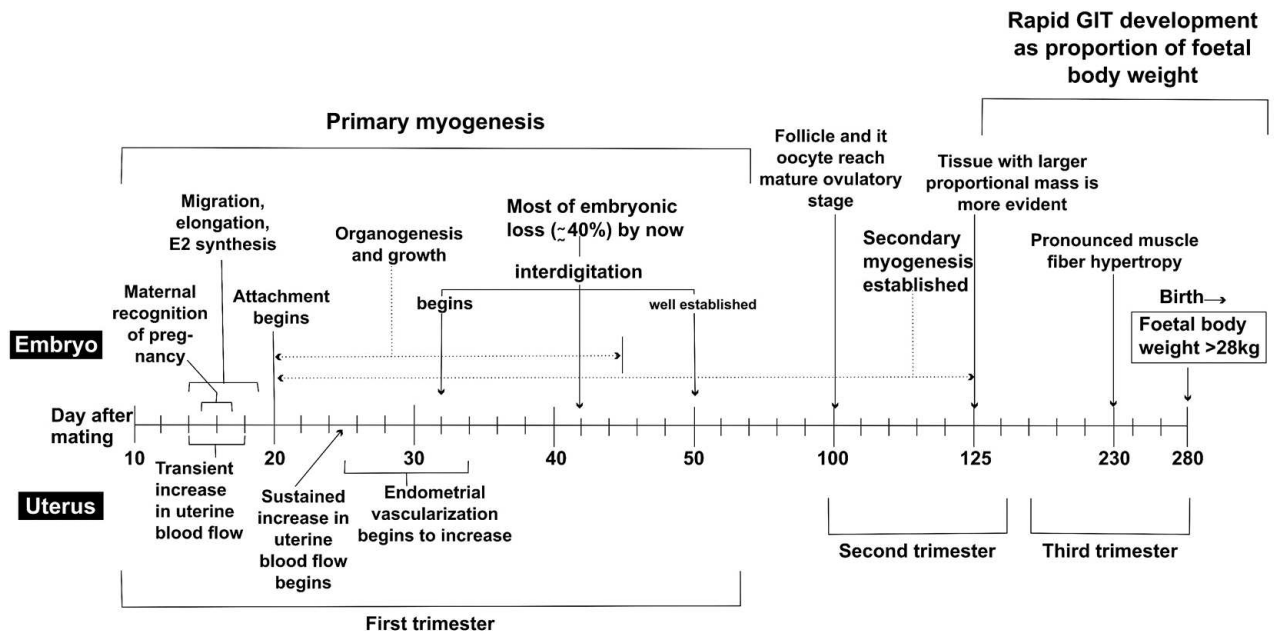 Rapid GIT development
as proportion of foetal
body weight
Primary myogenesis
Follicle and it
oocyte reach
mature ovulatory
stage
Tissue with larger
proportional mass is
more evident
Migration,
elongation,
E2 synthesis
Organogenesis
and growth
Most of embryonic
loss (~40%) by now
Secondary
myogenesis
established
Pronounced muscle
fiber hypertropy
interdigitation
begins
well established
Maternal
recognition
of preg-
nancy
Attachment
begins
Birth→
Foetal body
weight >28kg
Embryo
Day after
mating
10 20 30 40 50 100 125 230 280
Uterus
Transient
increase
in uterine
blood flow
Sustained
increase in
uterine
blood flow
begins
Endometrial
vascularization
begins to increase
Second trimester
Third trimester
First trimester